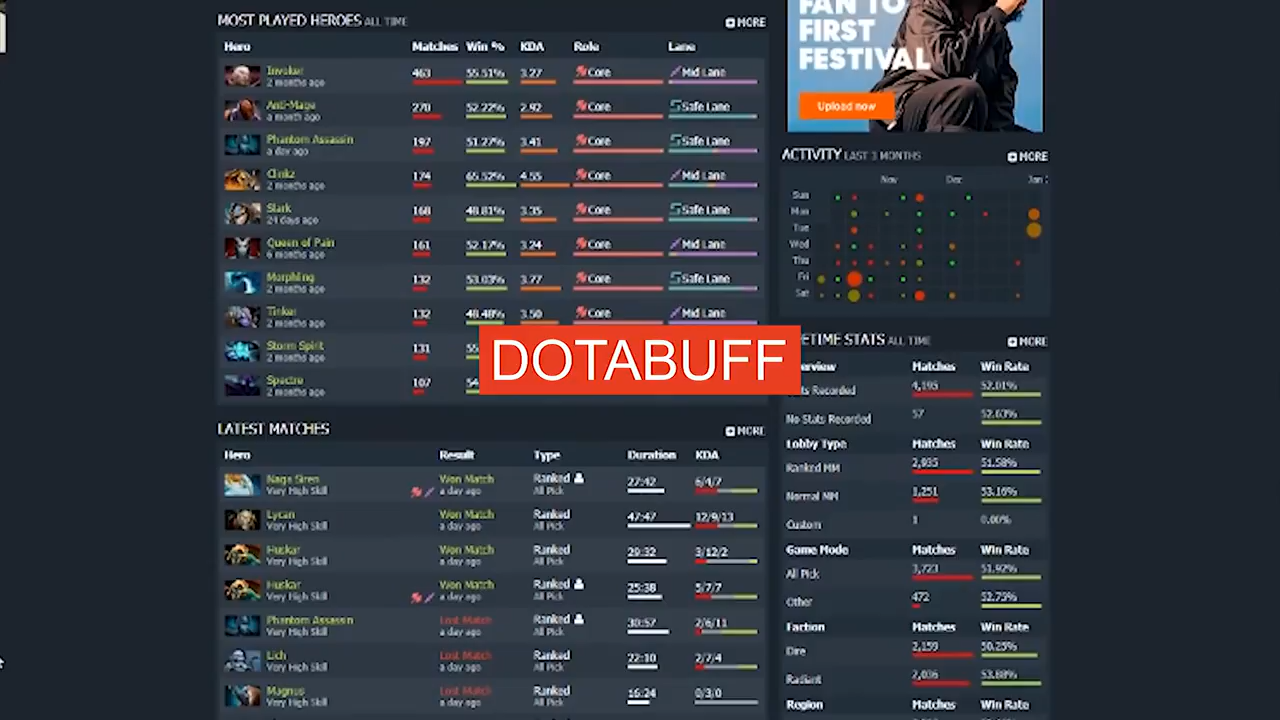 MOST PLAYED HEROES ALL TIME
MORE
Hero Matches Win % KDA Role Lane
Invoker 463 55.51% 3.27 Core Mid Lane
2 months ago
Anti-Mage 270 52.22% 2.92 Core Safe Lane
a month ago
Phantom Assassin 197 51.27% 3.41 Core Safe Lane
a day ago
Clinkz 174 65.52% 4.55 Core Mid Lane
2 months ago
Slark 168 48.81% 3.35 Core Safe Lane
24 days ago
Queen of Pain 161 52.17% 3.24 Core Mid Lane
6 months ago
Morphling 132 53.03% 3.77 Core Safe Lane
2 months ago
Tinker 132 48.48% 3.50 Core Mid Lane
2 months ago
Storm Spirit 131
2 months ago
Spectre 107
2 months ago
DOTABUFF
LATEST MATCHES
MORE
Hero Result Type Duration KDA
Naga Siren Won Match Ranked 27:42 6/4/7
Very High Skill a day ago All Pick
Lycan Won Match Ranked 47:47 12/9/13
Very High Skill a day ago All Pick
Huskar Won Match Ranked 29:32 3/12/2
Very High Skill a day ago All Pick
Huskar Won Match Ranked 25:38 5/7/7
Very High Skill a day ago All Pick
Phantom Assassin Lost Match Ranked 30:57 2/6/11
Very High Skill a day ago All Pick
Lich Lost Match Ranked 22:10 2/7/4
Very High Skill a day ago All Pick
Magnus Lost Match Ranked 16:24 0/3/0
Very High Skill a day ago All Pick
FAN TO
FIRST
FESTIVAL
Upload now
ACTIVITY LAST 3 MONTHS
MORE
Nov Dec Jan
Sun
Mon
Tue
Wed
Thu
Fri
Sat
ETIME STATS ALL TIME
MORE
erview Matches Win Rate
ts Recorded 4,195 52.01%
No Stats Recorded 57 52.63%
Lobby Type Matches Win Rate
Ranked MM 2,935 51.58%
Normal MM 1,251 53.16%
Custom 1 0.00%
Game Mode Matches Win Rate
All Pick 3,723 51.92%
Other 472 52.75%
Faction Matches Win Rate
Dire 2,159 50.25%
Radiant 2,036 53.88%
Region Matches Win Rate